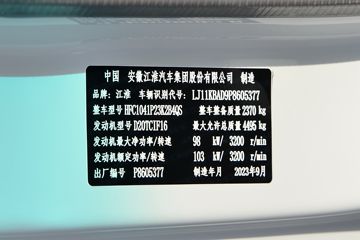 中国 安徽江淮汽车集团股份有限公司 制造
品牌：江淮 车辆识别代号：LJ11KBAD9P8605377
整车型号 HFC1041P23K2B4QS 整车整备质量 2370 kg
发动机型号 D20TCIF16 最大允许总质量 4495 kg
发动机最大净功率/转速 98 kW/ 3200 r/min
发动机额定功率/转速 103 kW/ 3200 r/min
出厂编号 P8605377 制造年月 2023年9月